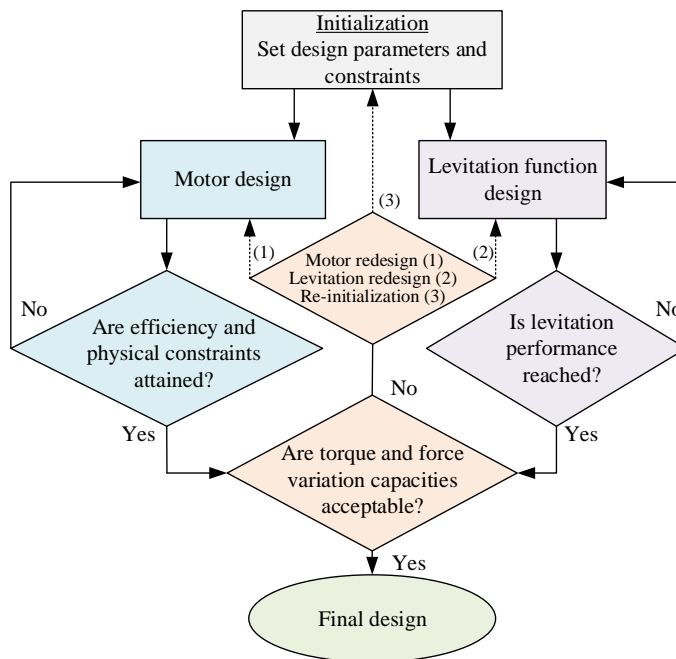 Initialization
Set design parameters and
constraints
Motor design
Levitation function
design
(3)
(1)
(2)
Motor redesign (1)
Levitation redesign (2)
Re-initialization (3)
No
Are efficiency and
physical constraints
attained?
Is levitation
performance
reached?
No
Yes
No
Yes
Are torque and force
variation capacities
acceptable?
Yes
Final design